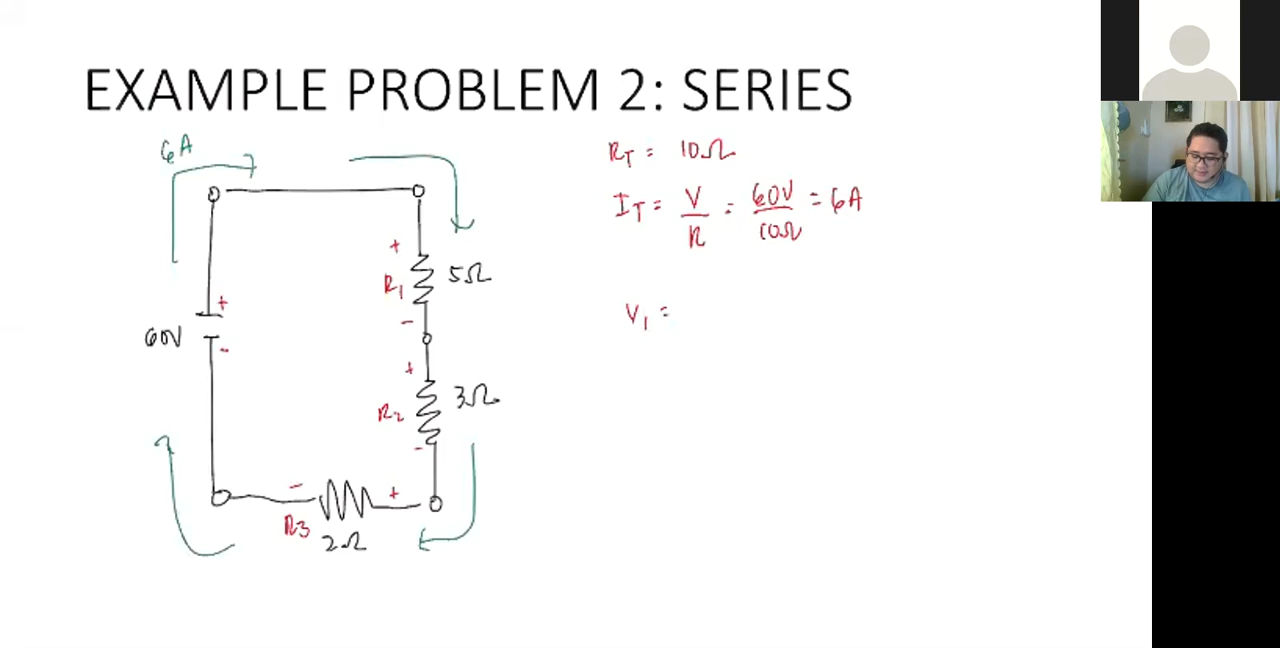 EXAMPLE PROBLEM 2: SERIES
6A
RT = 10Ω
IT = V/R = 60V/10Ω = 6A
+
R1
5Ω
+
V1 =
-
60V
-
+
R2
3Ω
-
-
+
R3
2Ω